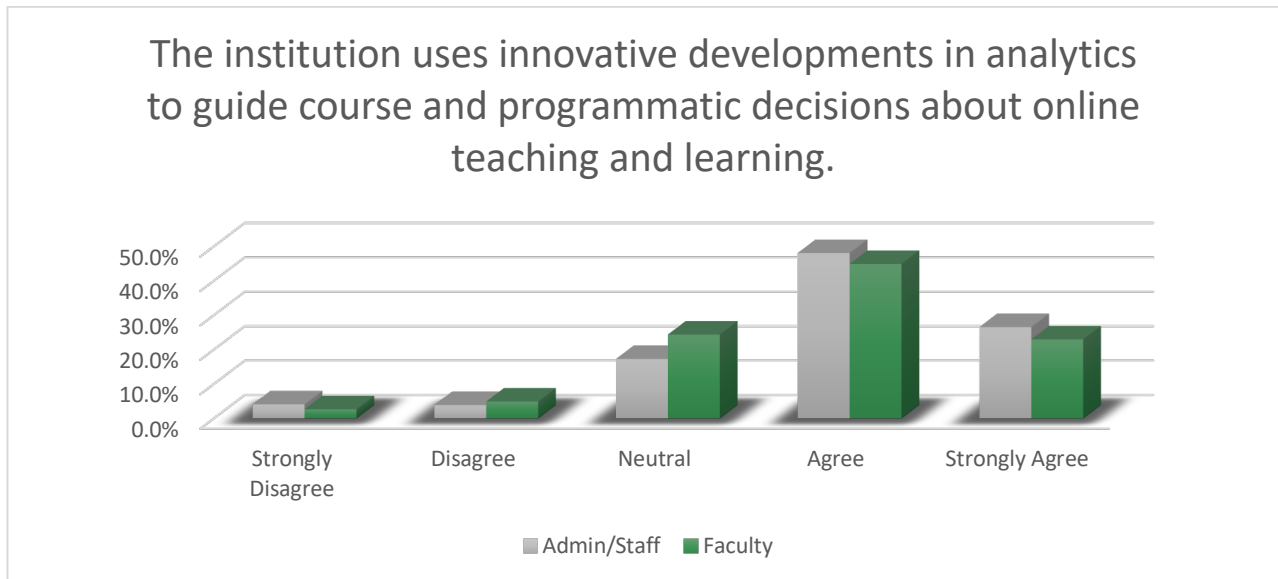 The institution uses innovative developments in analytics
to guide course and programmatic decisions about online
teaching and learning.
50.0%
40.0%
30.0%
20.0%
10.0%
0.0%
Strongly
Disagree
Disagree
Neutral
Agree
Strongly Agree
Admin/Staff
Faculty